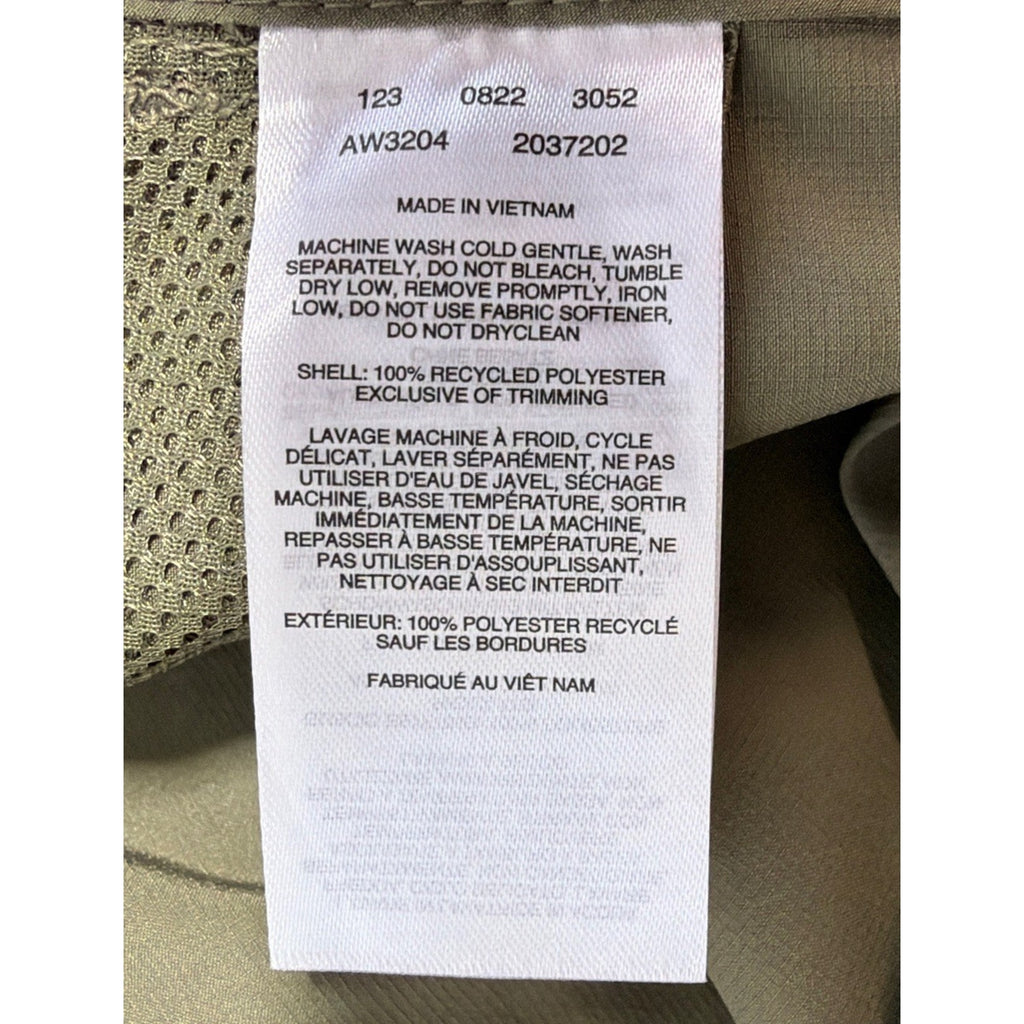 123 0822 3052
AW3204 2037202
MADE IN VIETNAM
MACHINE WASH COLD GENTLE, WASH
SEPARATELY, DO NOT BLEACH, TUMBLE
DRY LOW, REMOVE PROMPTLY, IRON
LOW, DO NOT USE FABRIC SOFTENER,
DO NOT DRYCLEAN
SHELL: 100% RECYCLED POLYESTER
EXCLUSIVE OF TRIMMING
LAVAGE MACHINE À FROID, CYCLE
DÉLICAT, LAVER SÉPARÉMENT, NE PAS
UTILISER D'EAU DE JAVEL, SÉCHAGE
MACHINE, BASSE TEMPÉRATURE, SORTIR
IMMÉDIATEMENT DE LA MACHINE,
REPASSER À BASSE TEMPÉRATURE, NE
PAS UTILISER D'ASSOUPLISSANT,
NETTOYAGE À SEC INTERDIT
EXTÉRIEUR: 100% POLYESTER RECYCLÉ
SAUF LES BORDURES
FABRIQUÉ AU VIÊT NAM